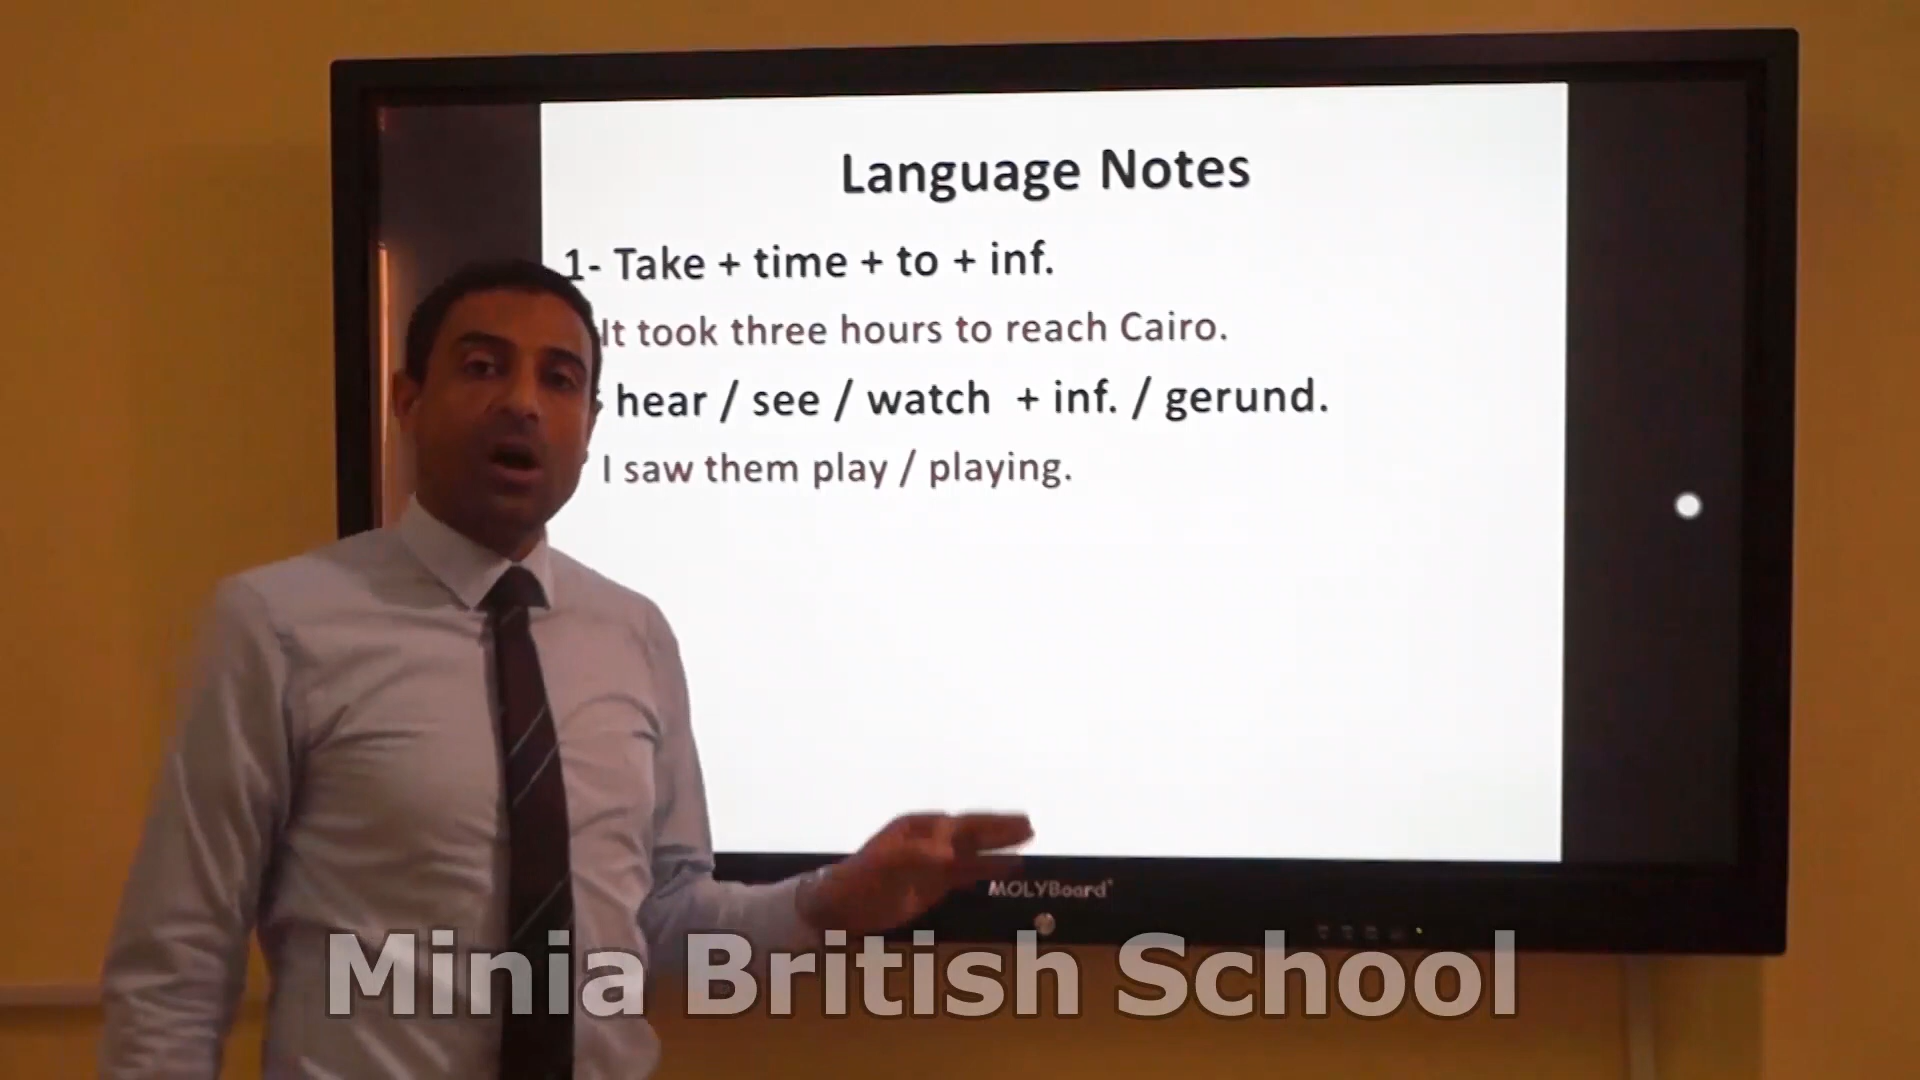 Language Notes
1- Take + time + to + inf.
It took three hours to reach Cairo.
hear / see / watch + inf. / gerund.
I saw them play / playing.
MOLYBoard
Minia British School